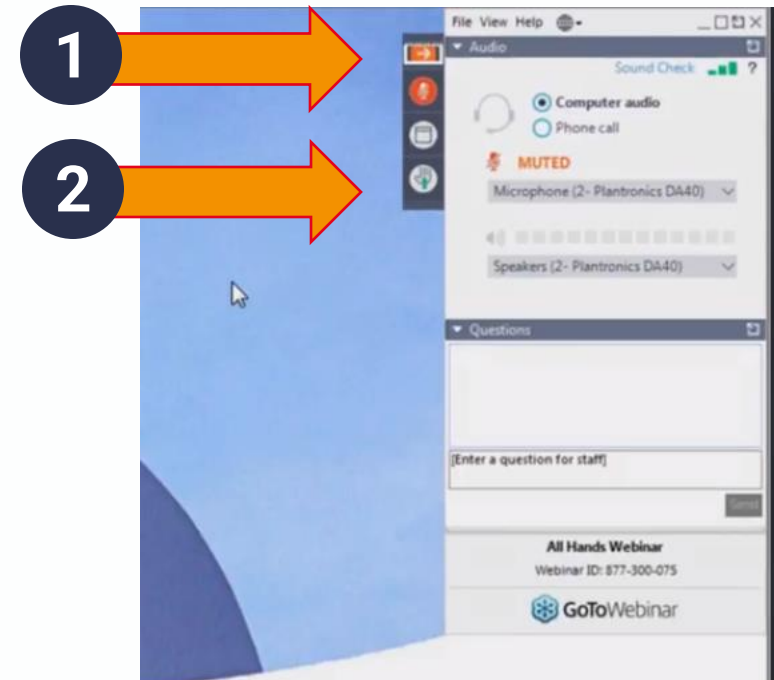 1
2
File View Help
Audio
Sound Check ?
Computer audio
Phone call
MUTED
Microphone (2- Plantronics DA40)
Speakers (2- Plantronics DA40)
Questions
[Enter a question for staff]
Send
All Hands Webinar
Webinar ID: 877-300-075
GoToWebinar